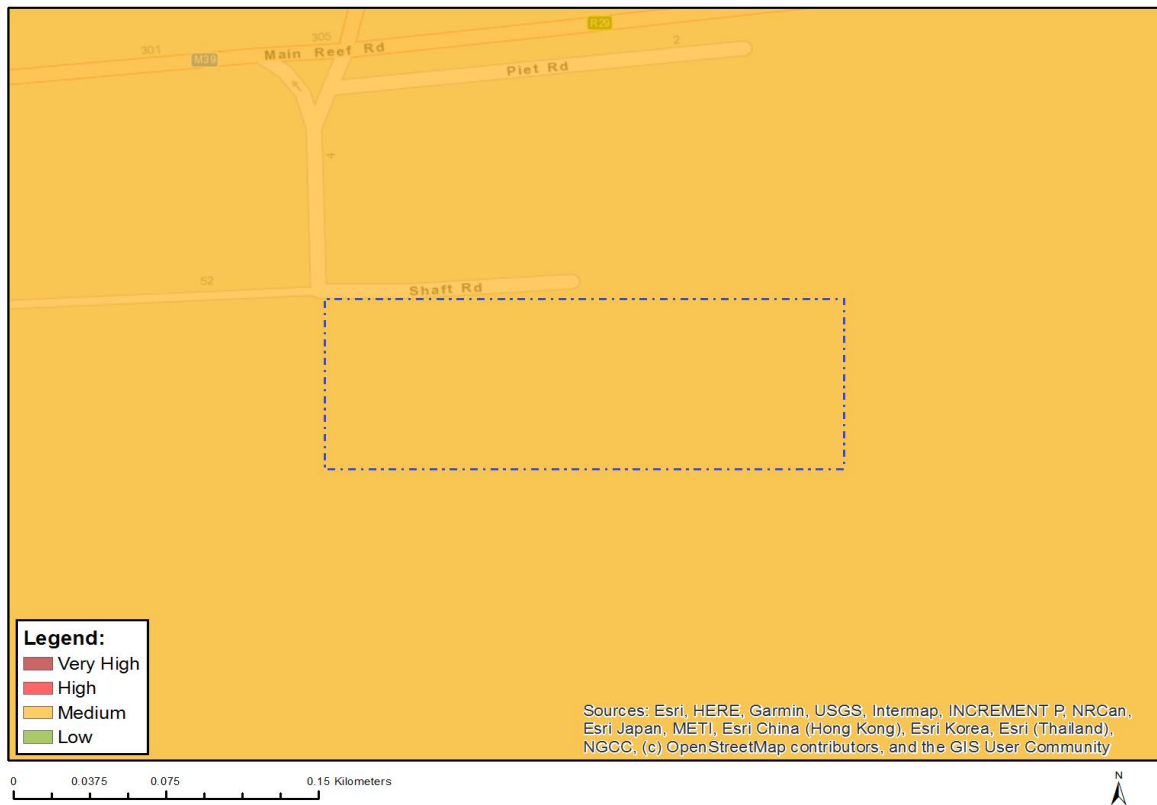 R29
305
301
Main Reef Rd
M39
2
Piet Rd
4
52
Shaft Rd
Legend:
Very High
High
Medium
Low
Sources: Esri, HERE, Garmin, USGS, Intermap, INCREMENT P, NRCan,
Esri Japan, METI, Esri China (Hong Kong), Esri Korea, Esri (Thailand),
NGCC, (c) OpenStreetMap contributors, and the GIS User Community
0 0.0375 0.075 0.15 Kilometers
N